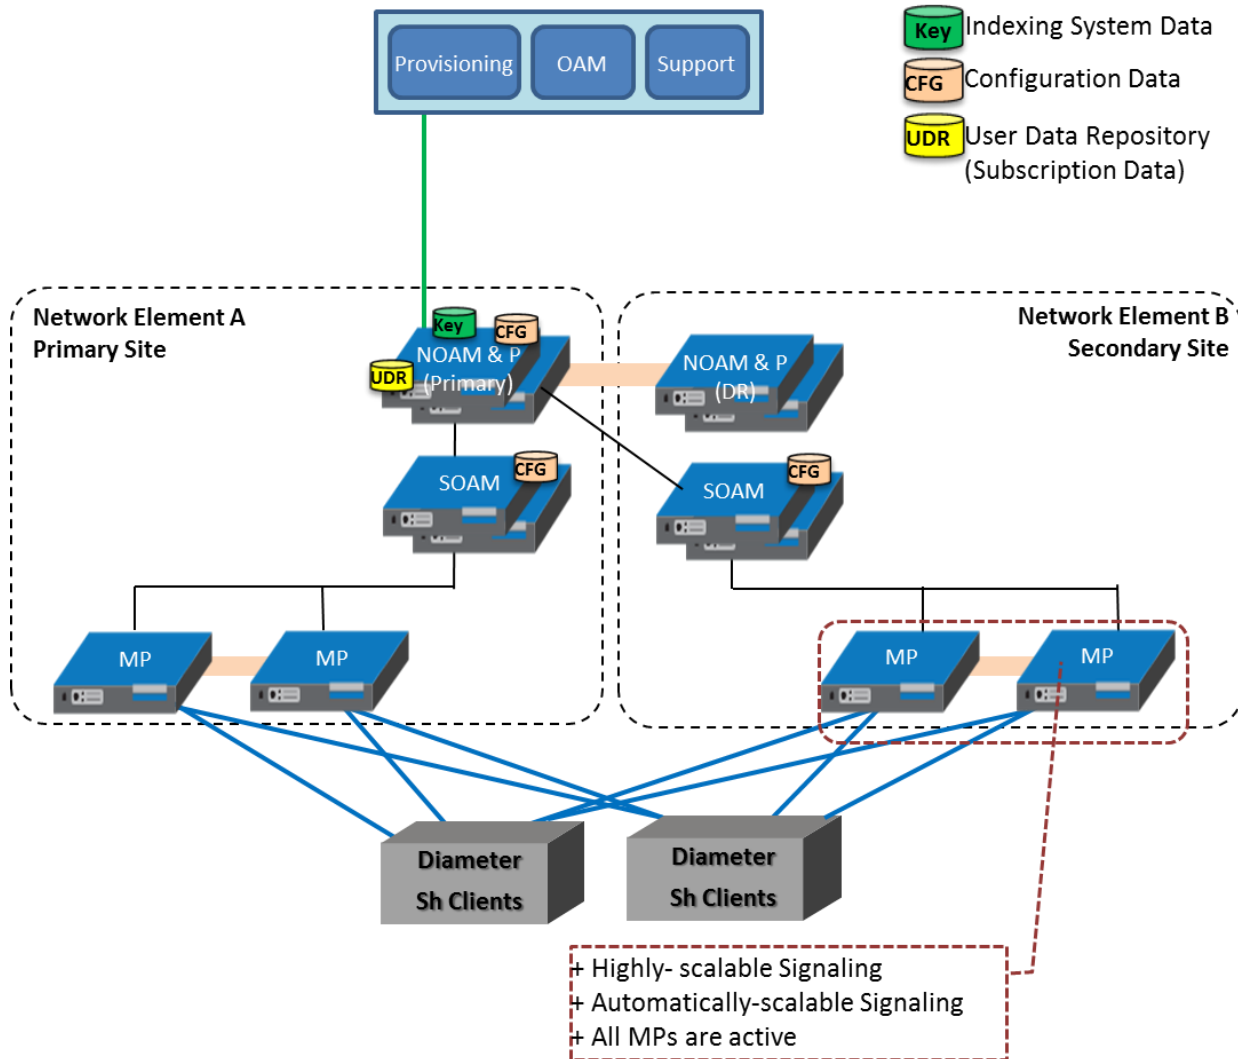 Provisioning
OAM
Support
Key
Indexing System Data
CFG
Configuration Data
UDR
User Data Repository
(Subscription Data)
Network Element A
Primary Site
Network Element B
Secondary Site
Key
CFG
UDR
NOAM & P
(Primary)
NOAM & P
(DR)
CFG
SOAM
CFG
SOAM
MP
MP
MP
MP
Diameter
Sh Clients
Diameter
Sh Clients
+ Highly- scalable Signaling
+ Automatically-scalable Signaling
+ All MPs are active